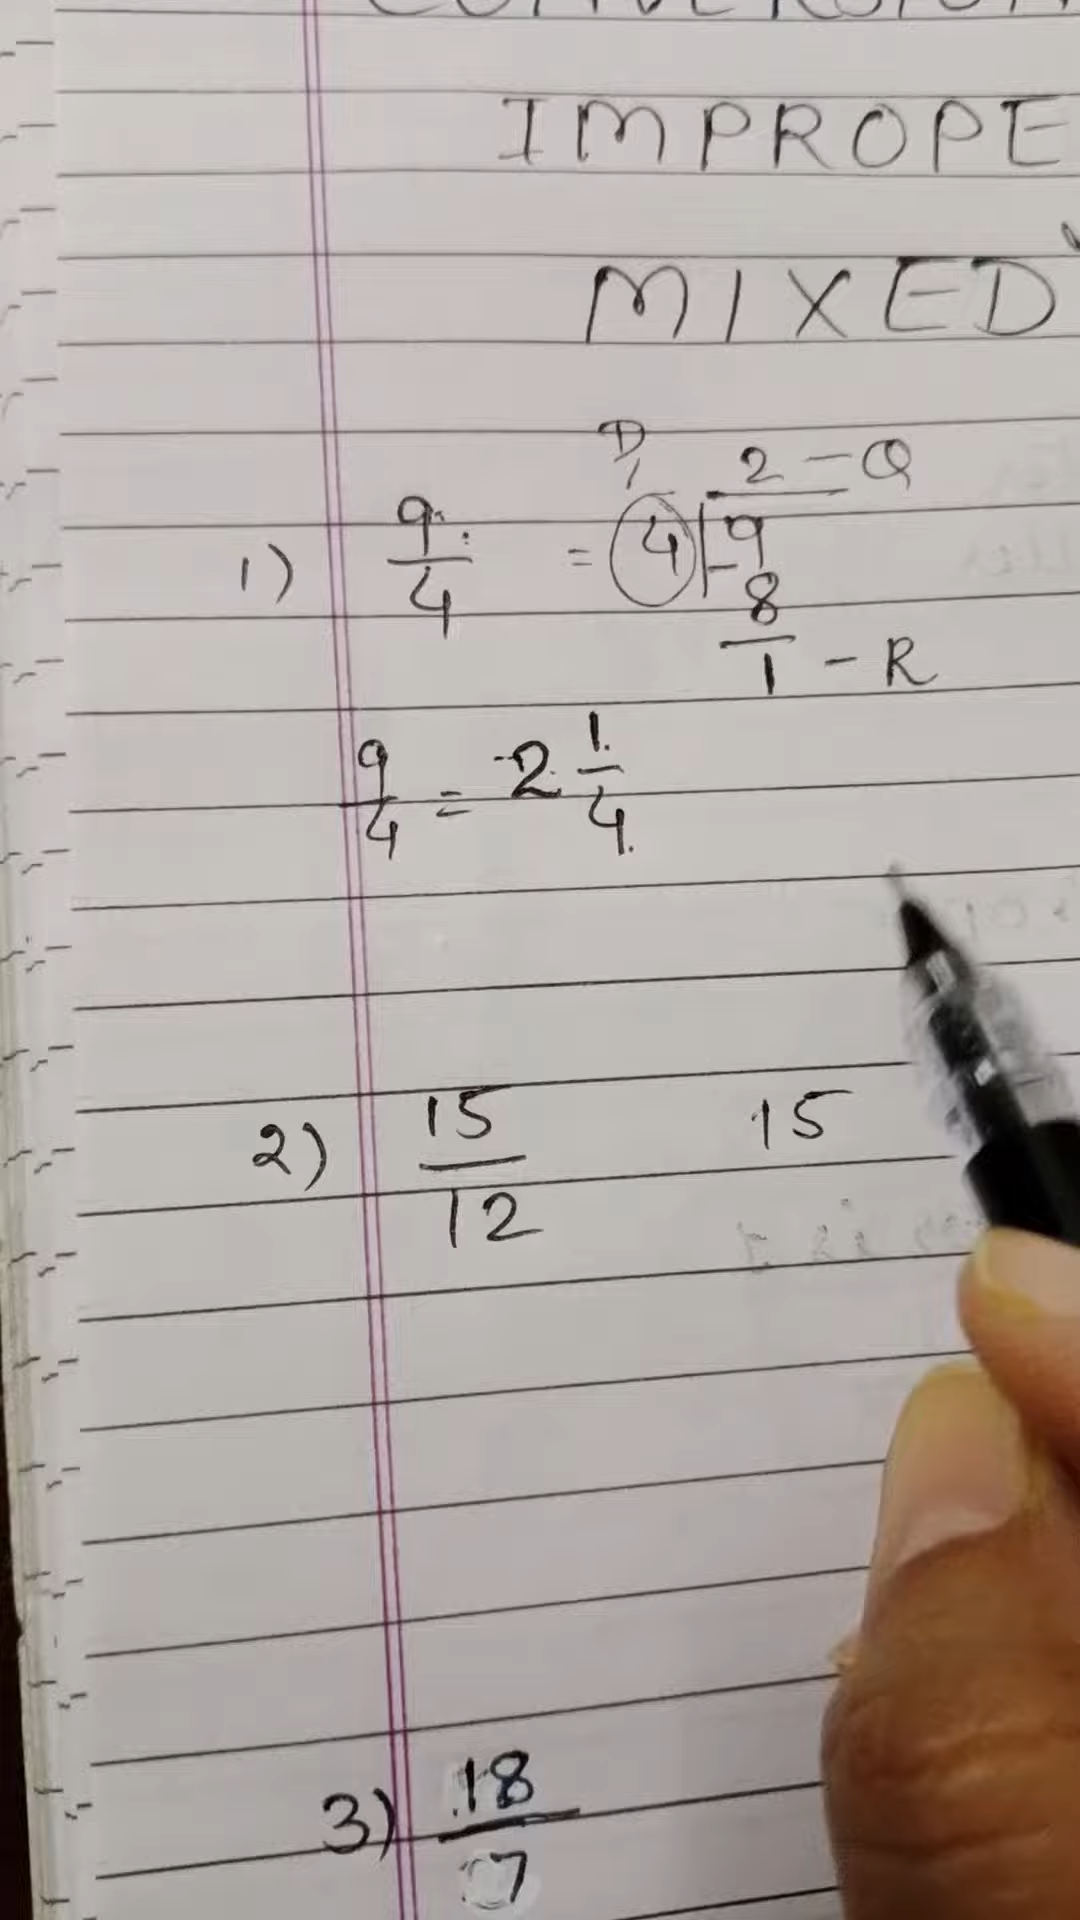 IMPROPE
MIXED
D
2 - Q
1) 9/4 = 4 9
- 8
1 - R
9/4 = 2 1/4
2) 15/12 15
3) 18/7